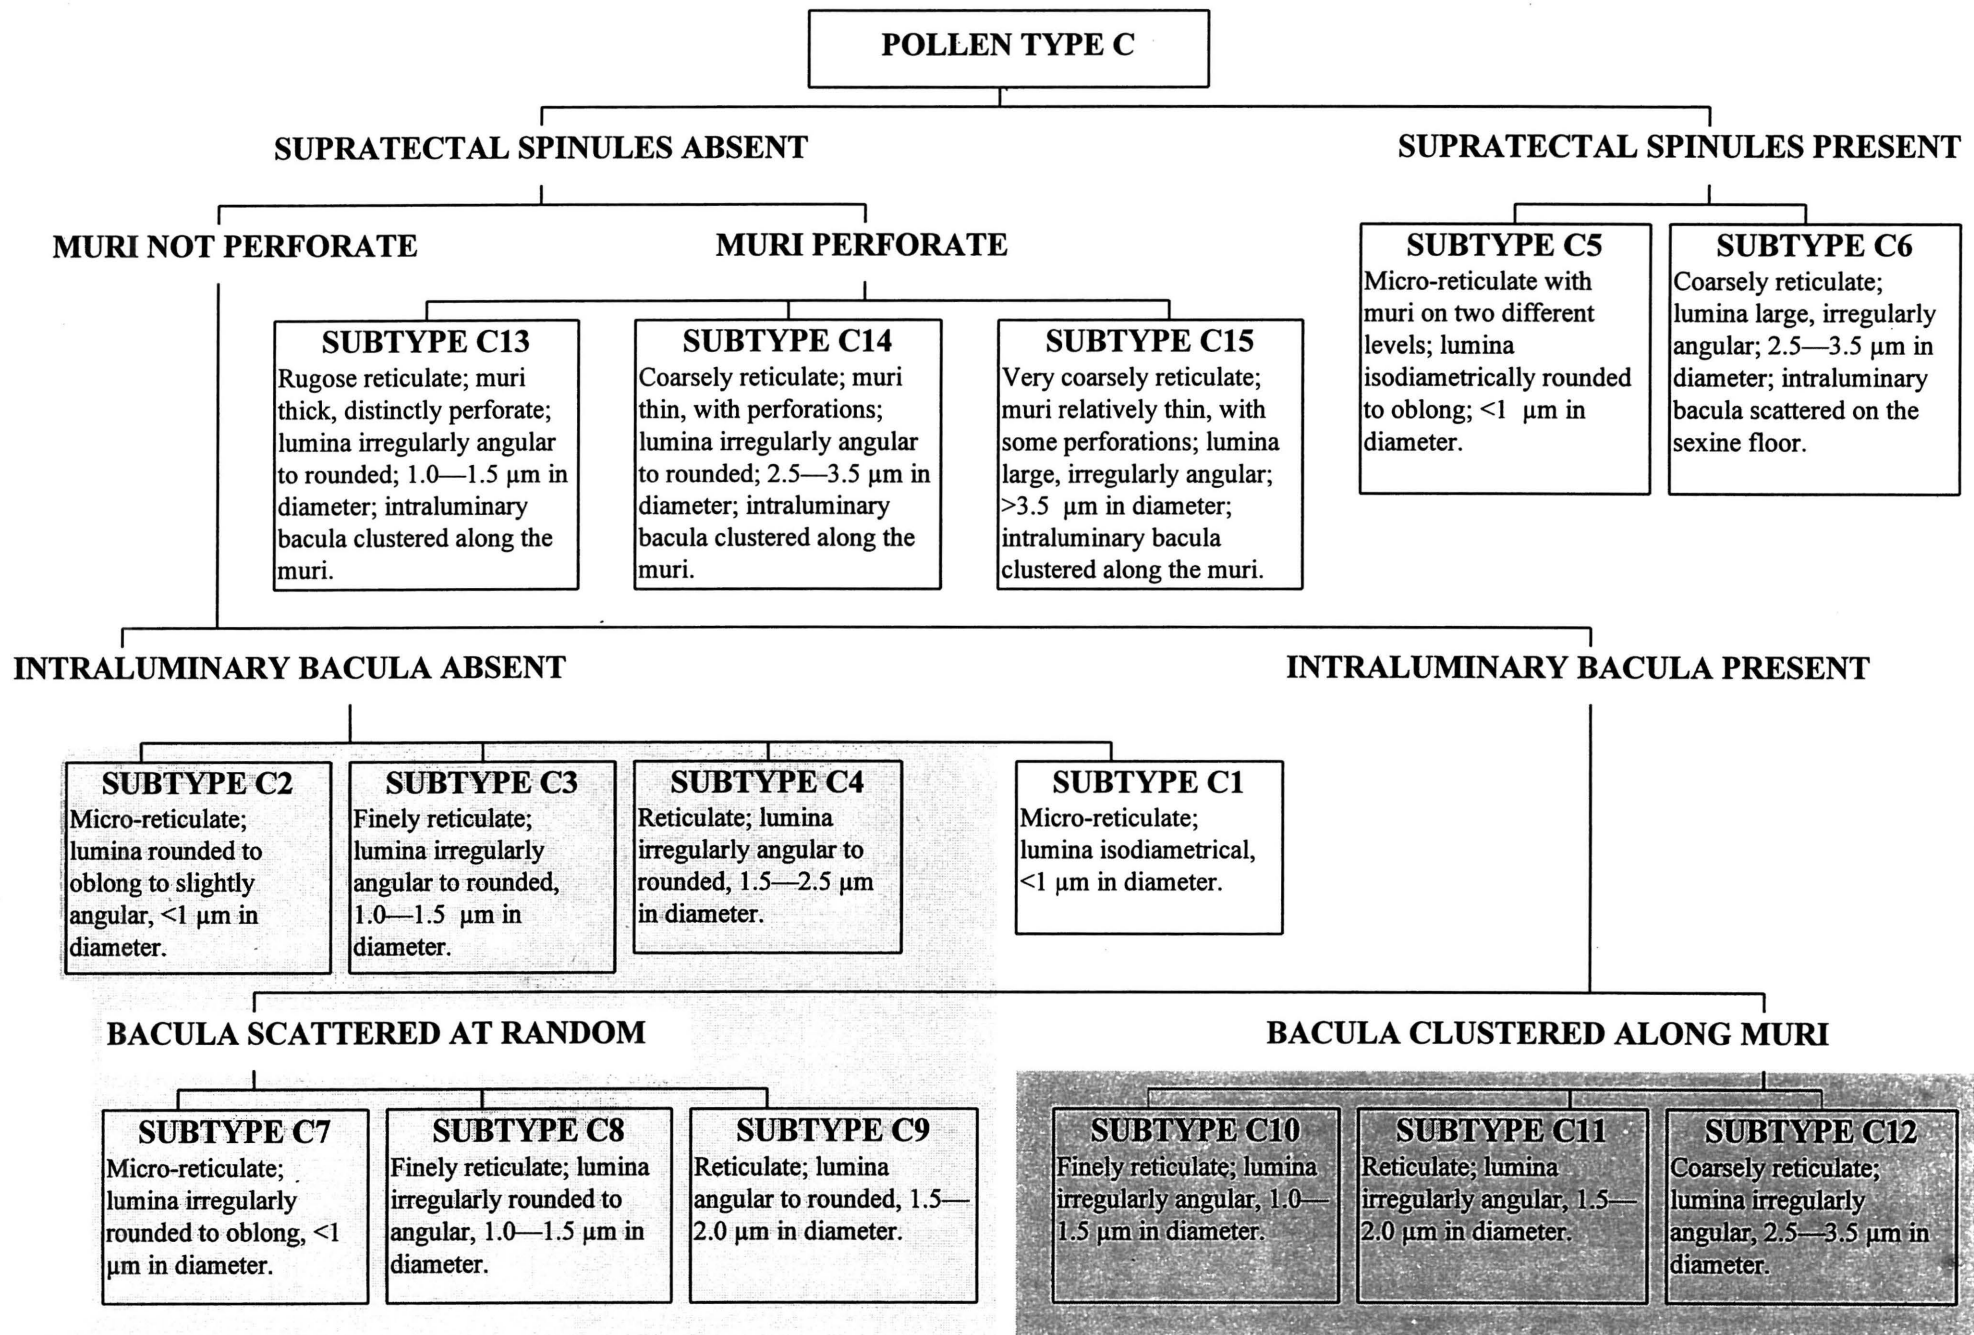 POLLEN TYPE C
SUPRATECTAL SPINULES ABSENT
SUPRATECTAL SPINULES PRESENT
MURI NOT PERFORATE
MURI PERFORATE
SUBTYPE C13
Rugose reticulate; muri
thick, distinctly perforate;
lumina irregularly angular
to rounded; 1.0—1.5 µm in
diameter; intraluminary
bacula clustered along the
muri.
SUBTYPE C14
Coarsely reticulate; muri
thin, with perforations;
lumina irregularly angular
to rounded; 2.5—3.5 µm in
diameter; intraluminary
bacula clustered along the
muri.
SUBTYPE C15
Very coarsely reticulate;
muri relatively thin, with
some perforations; lumina
large, irregularly angular;
>3.5 µm in diameter;
intraluminary bacula
clustered along the muri.
SUBTYPE C5
Micro-reticulate with
muri on two different
levels; lumina
isodiametrically rounded
to oblong; <1 µm in
diameter.
SUBTYPE C6
Coarsely reticulate;
lumina large, irregularly
angular; 2.5—3.5 µm in
diameter; intraluminary
bacula scattered on the
sexine floor.
INTRALUMINARY BACULA ABSENT
INTRALUMINARY BACULA PRESENT
SUBTYPE C2
Micro-reticulate;
lumina rounded to
oblong to slightly
angular, <1 µm in
diameter.
SUBTYPE C3
Finely reticulate;
lumina irregularly
angular to rounded,
1.0—1.5 µm in
diameter.
SUBTYPE C4
Reticulate; lumina
irregularly angular to
rounded, 1.5—2.5 µm
in diameter.
SUBTYPE C1
Micro-reticulate;
lumina isodiametrical,
<1 µm in diameter.
BACULA SCATTERED AT RANDOM
BACULA CLUSTERED ALONG MURI
SUBTYPE C7
Micro-reticulate;
lumina irregularly
rounded to oblong, <1
µm in diameter.
SUBTYPE C8
Finely reticulate; lumina
irregularly rounded to
angular, 1.0—1.5 µm in
diameter.
SUBTYPE C9
Reticulate; lumina
angular to rounded, 1.5—
2.0 µm in diameter.
SUBTYPE C10
Finely reticulate; lumina
irregularly angular, 1.0—
1.5 µm in diameter.
SUBTYPE C11
Reticulate; lumina
irregularly angular, 1.5—
2.0 µm in diameter.
SUBTYPE C12
Coarsely reticulate;
lumina irregularly
angular, 2.5—3.5 µm in
diameter.